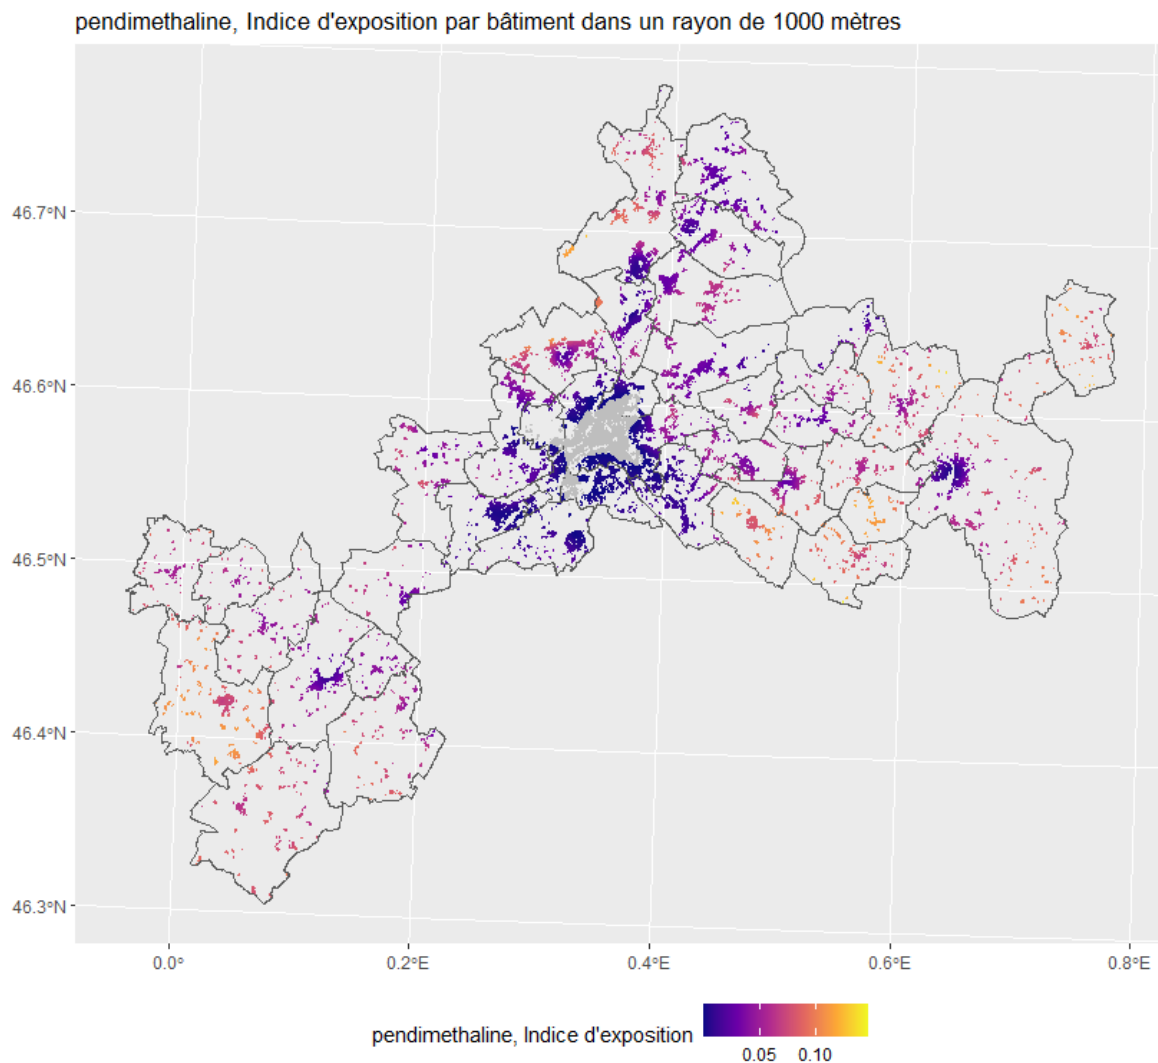 pendimethaline, Indice d'exposition par bâtiment dans un rayon de 1000 mètres
46.7°N
46.6°N
46.5°N
46.4°N
46.3°N
0.0° 0.2°E 0.4°E 0.6°E 0.8°E
pendimethaline, Indice d'exposition
0.05 0.10